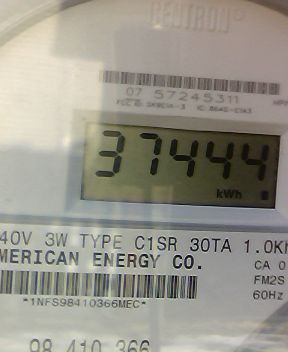 CENTRON®
07 57245311
37444
kWh
40V 3W TYPE C1SR 30TA 1.0K
MERICAN ENERGY CO.
CA 0
FM2S
60Hz
*1NFS98410366MEC*
98 410 366